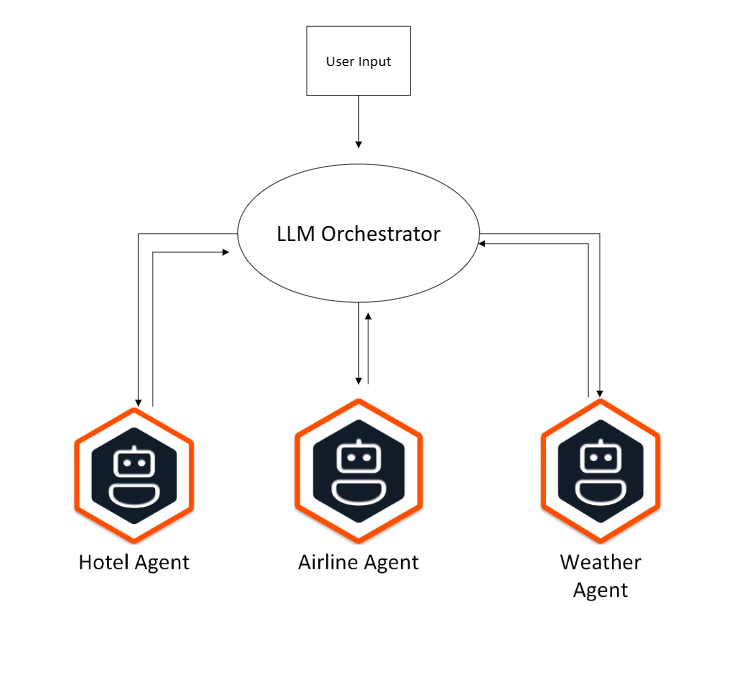 User Input
LLM Orchestrator
Hotel Agent
Airline Agent
Weather
Agent